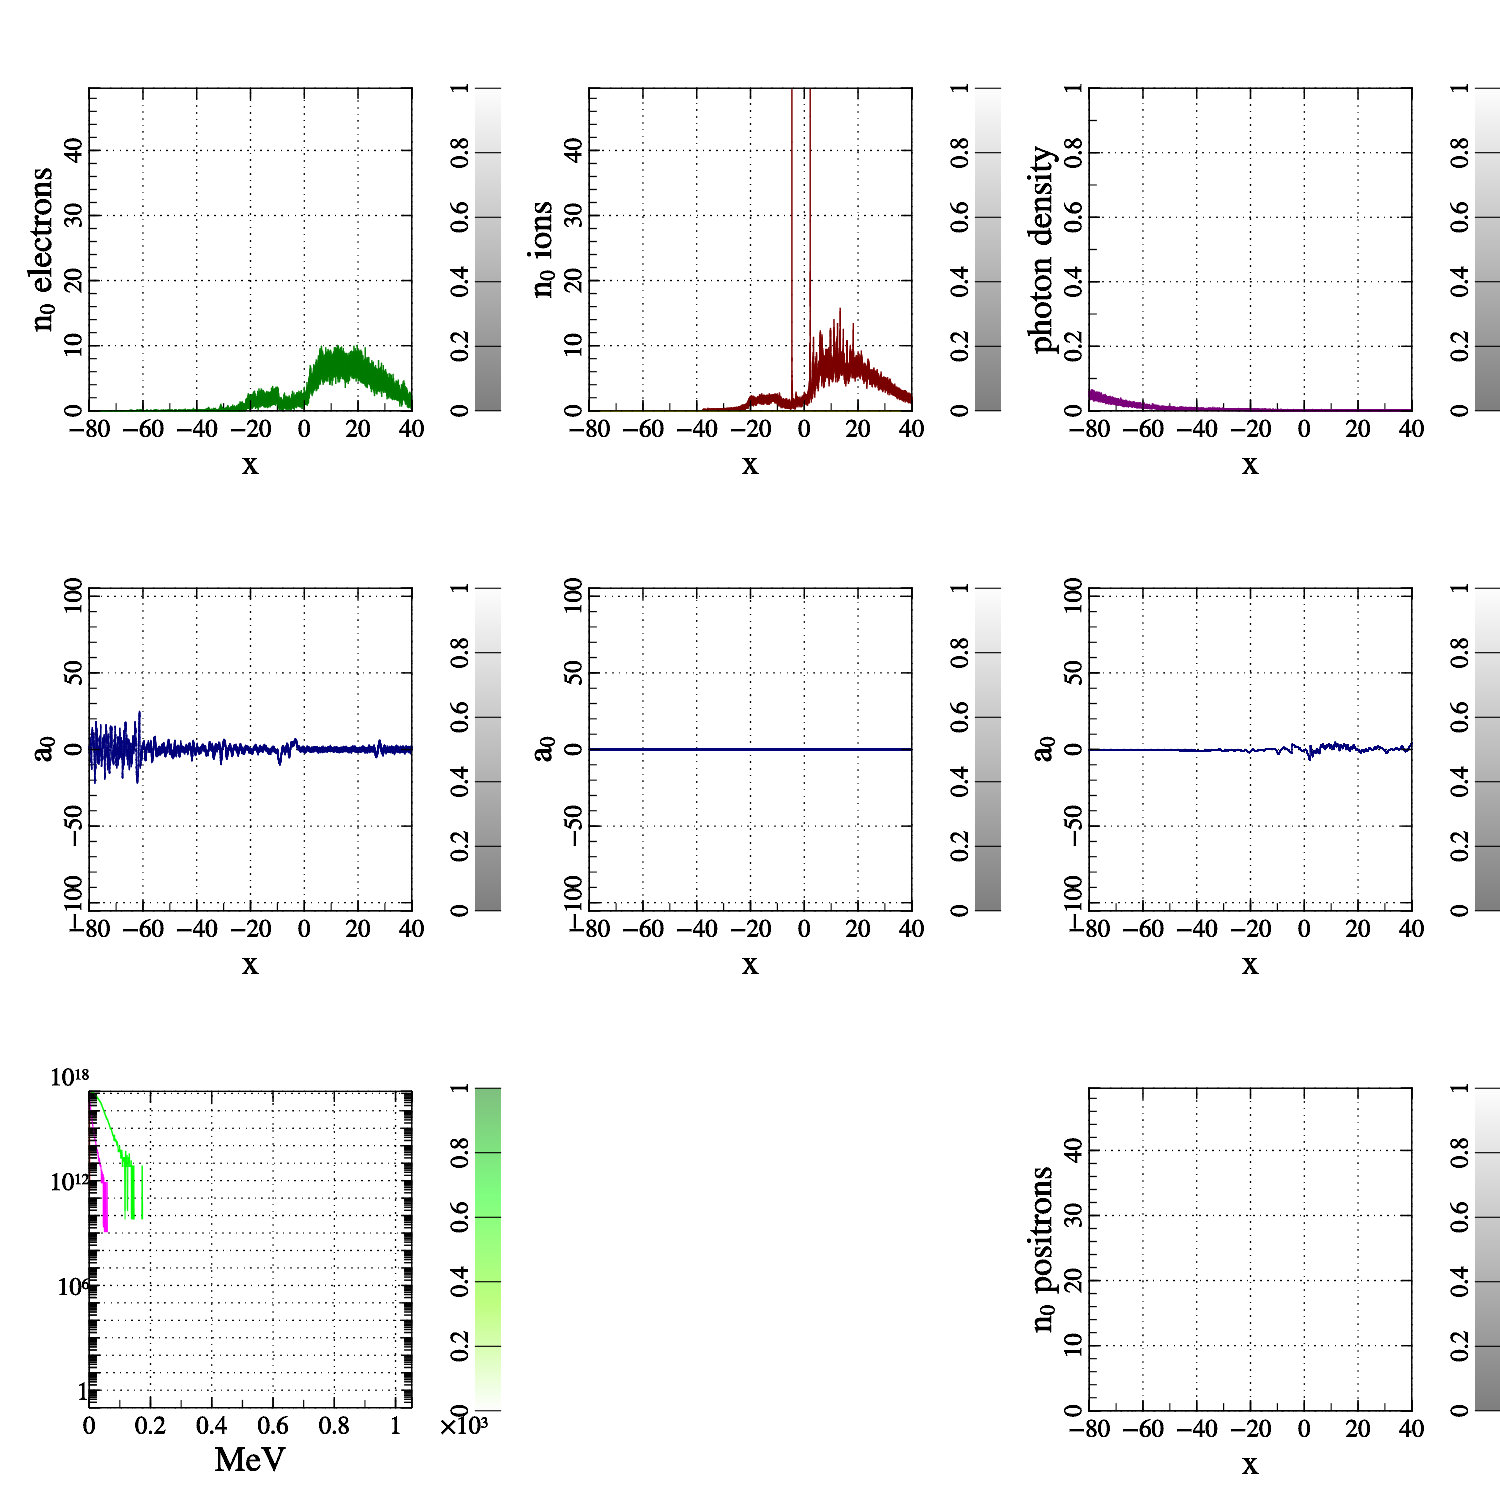 n₀ electrons
0 10 20 30 40
−80 −60 −40 −20 0 20 40
x
0 0.2 0.4 0.6 0.8 1
n₀ ions
0 10 20 30 40
−80 −60 −40 −20 0 20 40
x
0 0.2 0.4 0.6 0.8 1
photon density
0 0.2 0.4 0.6 0.8 1
−80 −60 −40 −20 0 20 40
x
0 0.2 0.4 0.6 0.8 1
a₀
−100 −50 0 50 100
−80 −60 −40 −20 0 20 40
x
0 0.2 0.4 0.6 0.8 1
a₀
−100 −50 0 50 100
−80 −60 −40 −20 0 20 40
x
0 0.2 0.4 0.6 0.8 1
a₀
−100 −50 0 50 100
−80 −60 −40 −20 0 20 40
x
0 0.2 0.4 0.6 0.8 1
10¹⁸
10¹²
10⁶
1
0 0.2 0.4 0.6 0.8 1
×10³
MeV
0 0.2 0.4 0.6 0.8 1
n₀ positrons
0 10 20 30 40
−80 −60 −40 −20 0 20 40
x
0 0.2 0.4 0.6 0.8 1